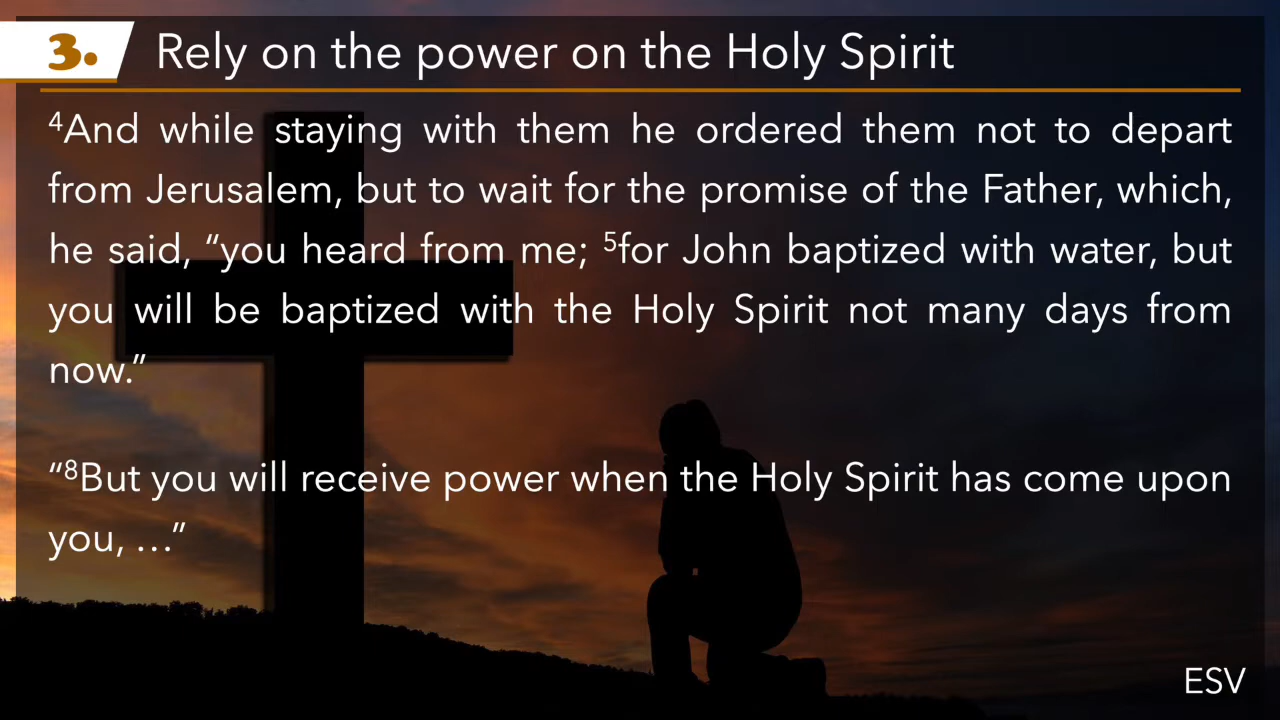 3. Rely on the power on the Holy Spirit
⁴And while staying with them he ordered them not to depart
from Jerusalem, but to wait for the promise of the Father, which,
he said, “you heard from me; ⁵for John baptized with water, but
you will be baptized with the Holy Spirit not many days from
now.”
“⁸But you will receive power when the Holy Spirit has come upon
you, …”
ESV